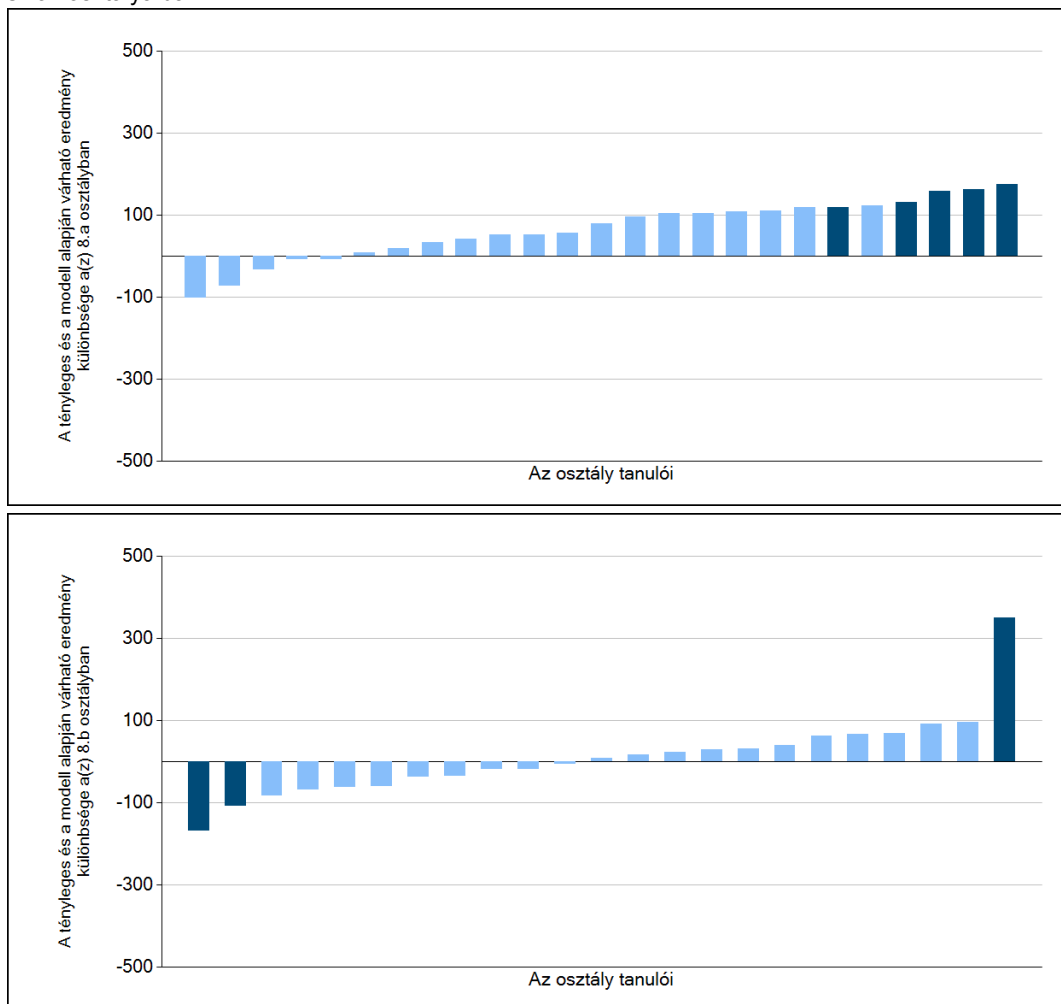 500
300
100
-100
-300
-500
A tényleges és a modell alapján várható eredmény
különbsége a(z) 8.a osztályban
Az osztály tanulói
500
300
100
-100
-300
-500
A tényleges és a modell alapján várható eredmény
különbsége a(z) 8.b osztályban
Az osztály tanulói